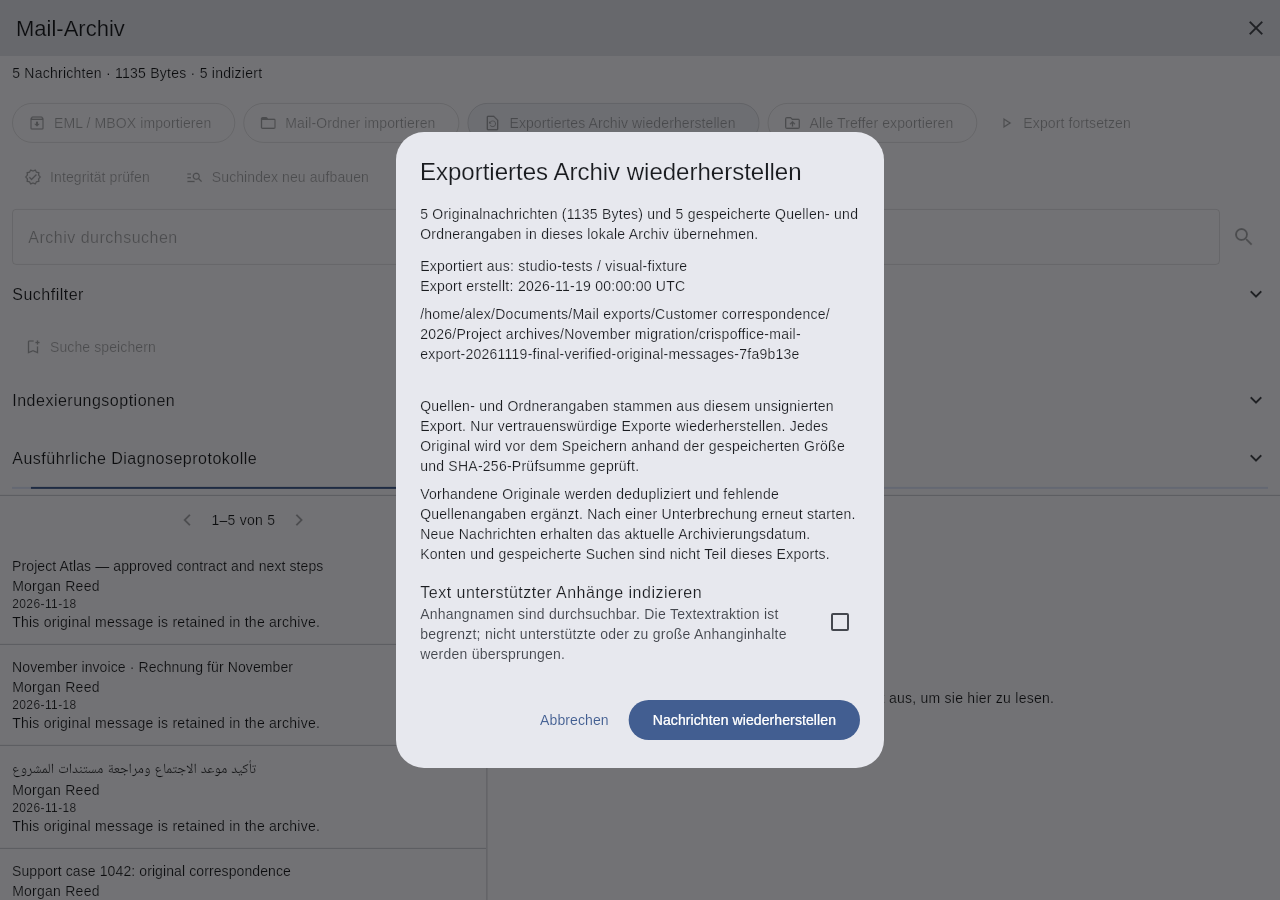 Mail-Archiv
5 Nachrichten · 1135 Bytes · 5 indiziert
EML / MBOX importieren
Mail-Ordner importieren
Exportiertes Archiv wiederherstellen
Alle Treffer exportieren
Export fortsetzen
Integrität prüfen
Suchindex neu aufbauen
Archiv durchsuchen
Suchfilter
Suche speichern
Indexierungsoptionen
Ausführliche Diagnoseprotokolle
1–5 von 5
Project Atlas — approved contract and next steps
Morgan Reed
2026-11-18
This original message is retained in the archive.
November invoice · Rechnung für November
Morgan Reed
2026-11-18
This original message is retained in the archive.
تأكيد موعد الاجتماع ومراجعة مستندات المشروع
Morgan Reed
2026-11-18
This original message is retained in the archive.
Support case 1042: original correspondence
Morgan Reed
aus, um sie hier zu lesen.
Exportiertes Archiv wiederherstellen
5 Originalnachrichten (1135 Bytes) und 5 gespeicherte Quellen- und
Ordnerangaben in dieses lokale Archiv übernehmen.
Exportiert aus: studio-tests / visual-fixture
Export erstellt: 2026-11-19 00:00:00 UTC
/home/alex/Documents/Mail exports/Customer correspondence/
2026/Project archives/November migration/crispoffice-mail-
export-20261119-final-verified-original-messages-7fa9b13e
Quellen- und Ordnerangaben stammen aus diesem unsignierten
Export. Nur vertrauenswürdige Exporte wiederherstellen. Jedes
Original wird vor dem Speichern anhand der gespeicherten Größe
und SHA-256-Prüfsumme geprüft.
Vorhandene Originale werden dedupliziert und fehlende
Quellenangaben ergänzt. Nach einer Unterbrechung erneut starten.
Neue Nachrichten erhalten das aktuelle Archivierungsdatum.
Konten und gespeicherte Suchen sind nicht Teil dieses Exports.
Text unterstützter Anhänge indizieren
Anhangnamen sind durchsuchbar. Die Textextraktion ist
begrenzt; nicht unterstützte oder zu große Anhanginhalte
werden übersprungen.
Abbrechen
Nachrichten wiederherstellen